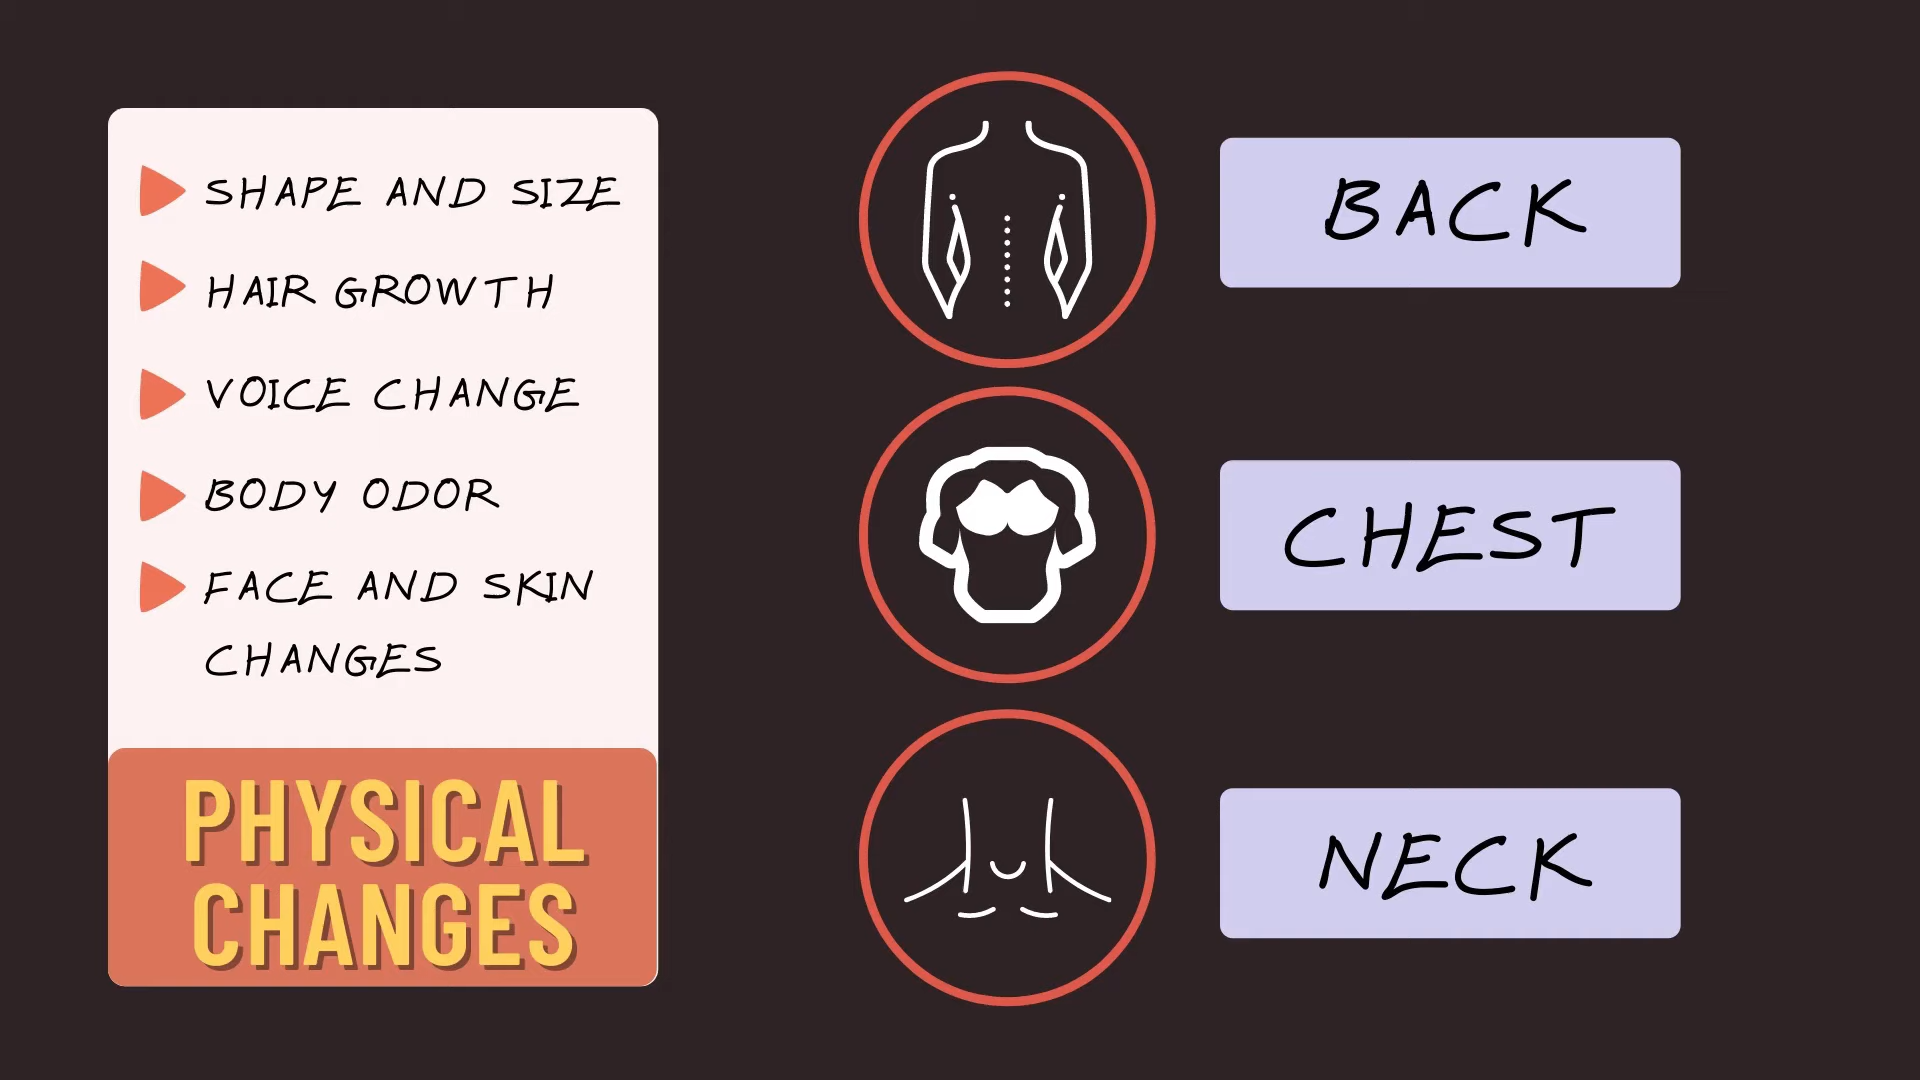 SHAPE AND SIZE
HAIR GROWTH
VOICE CHANGE
BODY ODOR
FACE AND SKIN
CHANGES
PHYSICAL
CHANGES
BACK
CHEST
NECK